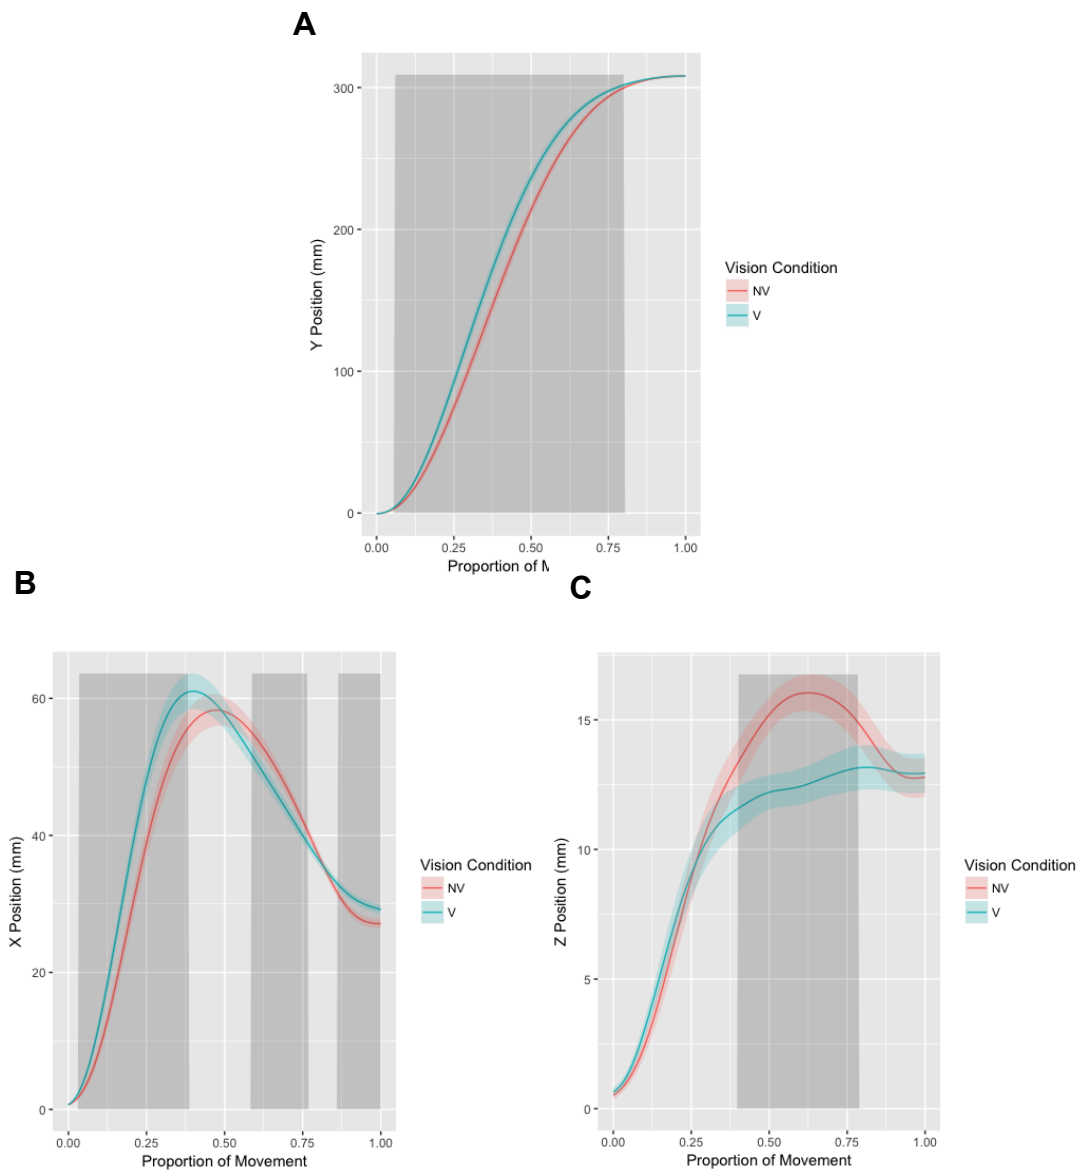 A
300
200
100
0
Y Position (mm)
0.00 0.25 0.50 0.75 1.00
Proportion of M
Vision Condition
NV
V
B
60
40
20
0
X Position (mm)
0.00 0.25 0.50 0.75 1.00
Proportion of Movement
Vision Condition
NV
V
C
15
10
5
0
Z Position (mm)
0.00 0.25 0.50 0.75 1.00
Proportion of Movement
Vision Condition
NV
V